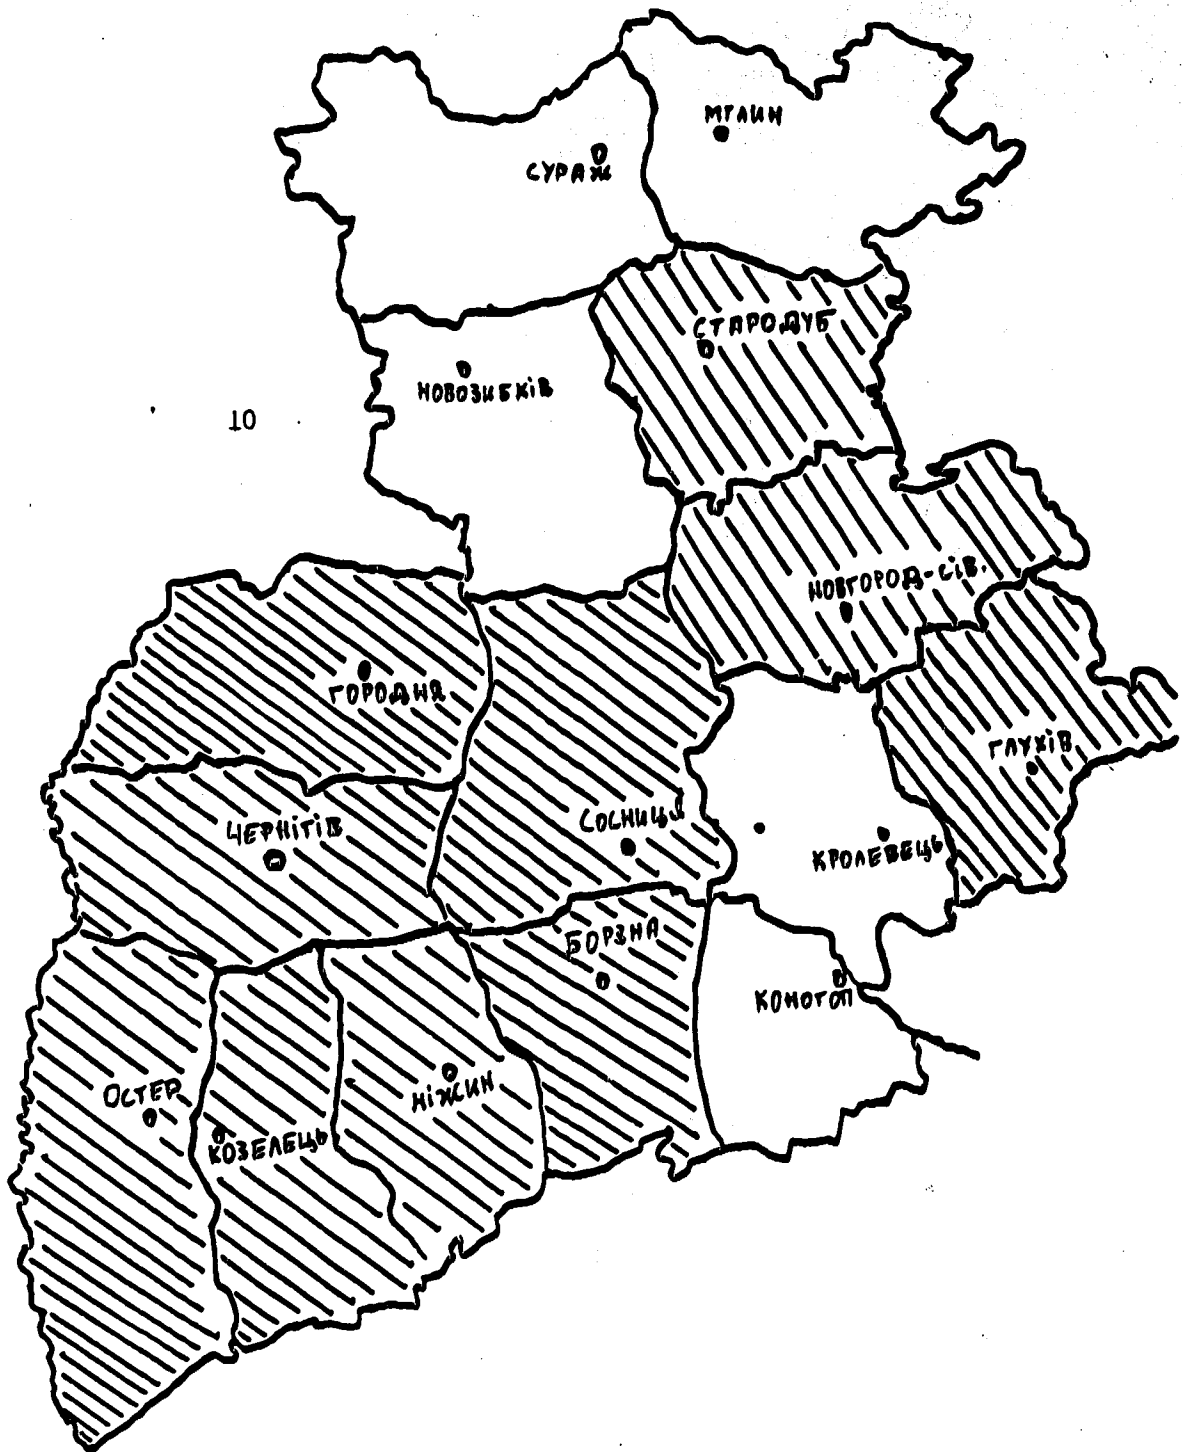 МГЛИН
СУРАЖ
СТАРОДУБ
НОВОЗИБКіВ
10
НОВГОРОД-СіВ.
ГОРОДНЯ
ГЛУХіВ
ЧЕРНіГіВ
СОСНИЦЯ
КРОЛЕВЕЦЬ
БОРЗНА
КОНОТОП
ОСТЕР
НіЖИН
КОЗЕЛЕЦЬ